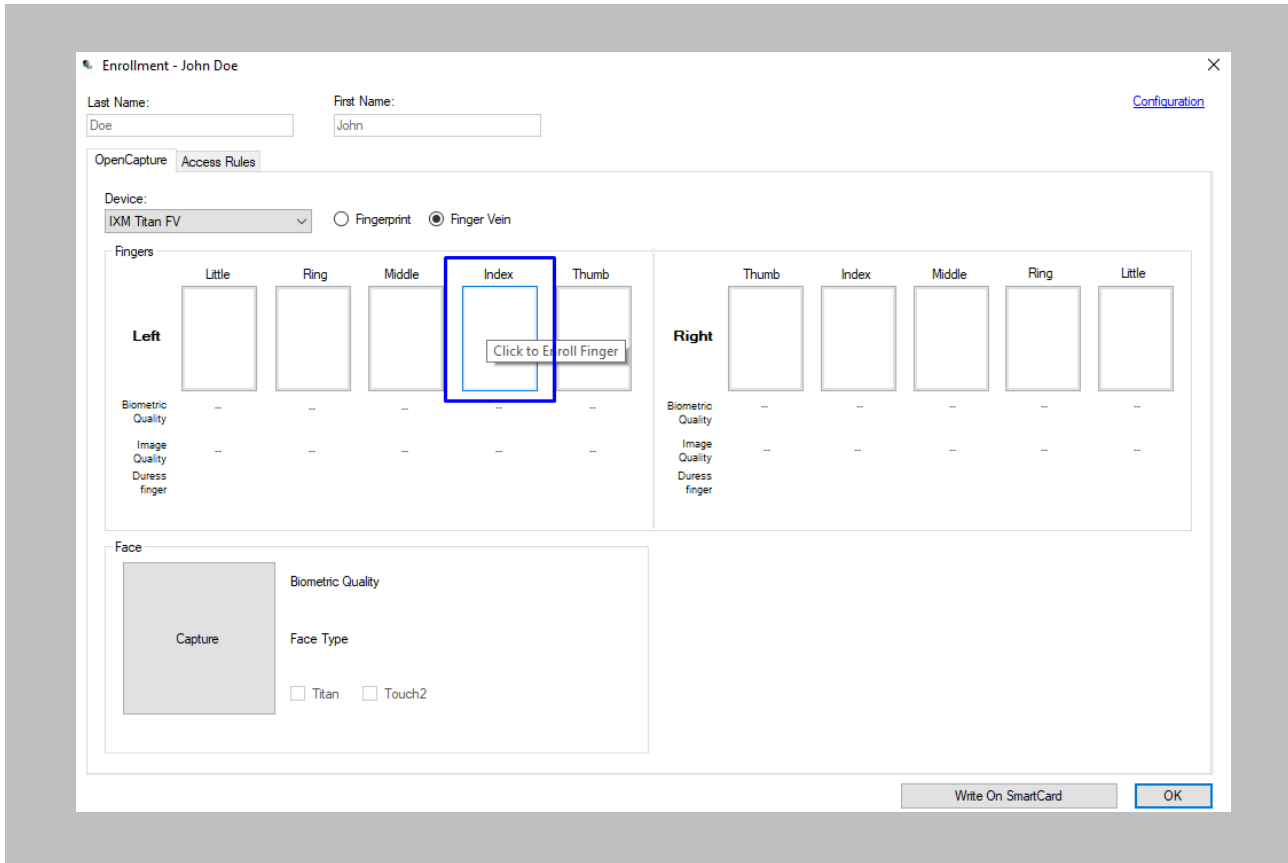 Enrollment - John Doe
Last Name: First Name: Configuration
Doe John
OpenCapture Access Rules
Device:
IXM Titan FV Fingerprint Finger Vein
Fingers
Little Ring Middle Index Thumb Thumb Index Middle Ring Little
Left Right
Click to Enroll Finger
Biometric -- -- -- -- -- Biometric -- -- -- -- --
Quality Quality
Image -- -- -- -- -- Image -- -- -- -- --
Quality Quality
Duress Duress
finger finger
Face
Biometric Quality
Capture Face Type
Titan Touch2
Write On SmartCard OK